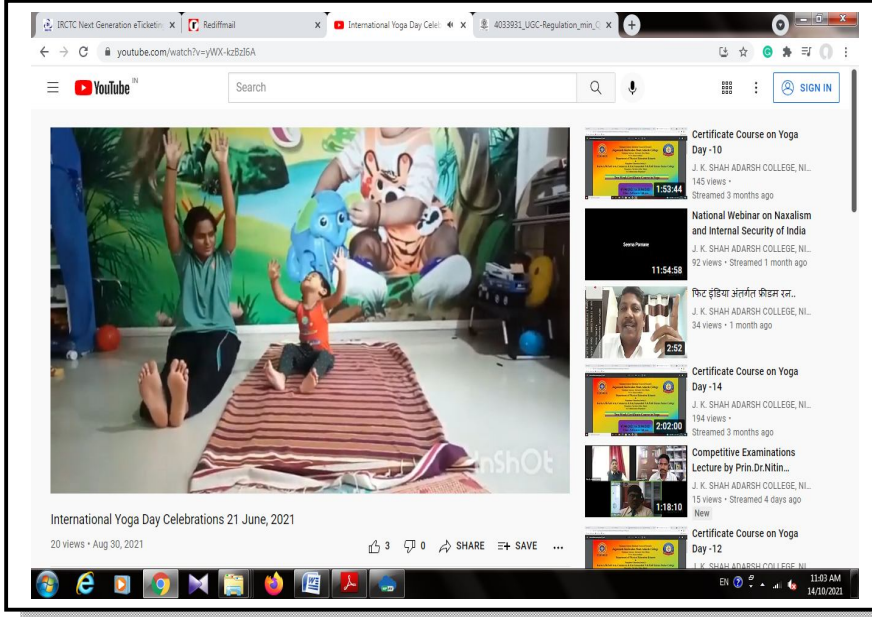 IRCTC Next Generation eTicketing
Rediffmail
International Yoga Day Celeb
4033931_UGC-Regulation_min_Q
youtube.com/watch?v=yWX-kzBzI6A
YouTube IN
Search
SIGN IN
Certificate Course on Yoga
Day -10
J. K. SHAH ADARSH COLLEGE, NI...
145 views •
Streamed 3 months ago
1:53:44
National Webinar on Naxalism
and Internal Security of India
J. K. SHAH ADARSH COLLEGE, NI...
92 views • Streamed 1 month ago
11:54:58
फिट इंडिया अंतर्गत फ्रीडम रन..
J. K. SHAH ADARSH COLLEGE, NI...
34 views • 1 month ago
2:52
Certificate Course on Yoga
Day -14
J. K. SHAH ADARSH COLLEGE, NI...
194 views •
Streamed 3 months ago
2:02:00
Competitive Examinations
Lecture by Prin.Dr.Nitin...
J. K. SHAH ADARSH COLLEGE, NI...
15 views • Streamed 4 days ago
New
1:18:10
Certificate Course on Yoga
Day -12
J. K. SHAH ADARSH COLLEGE, NI...
InShOt
International Yoga Day Celebrations 21 June, 2021
20 views • Aug 30, 2021
3
0
SHARE
SAVE
EN
11:03 AM
14/10/2021